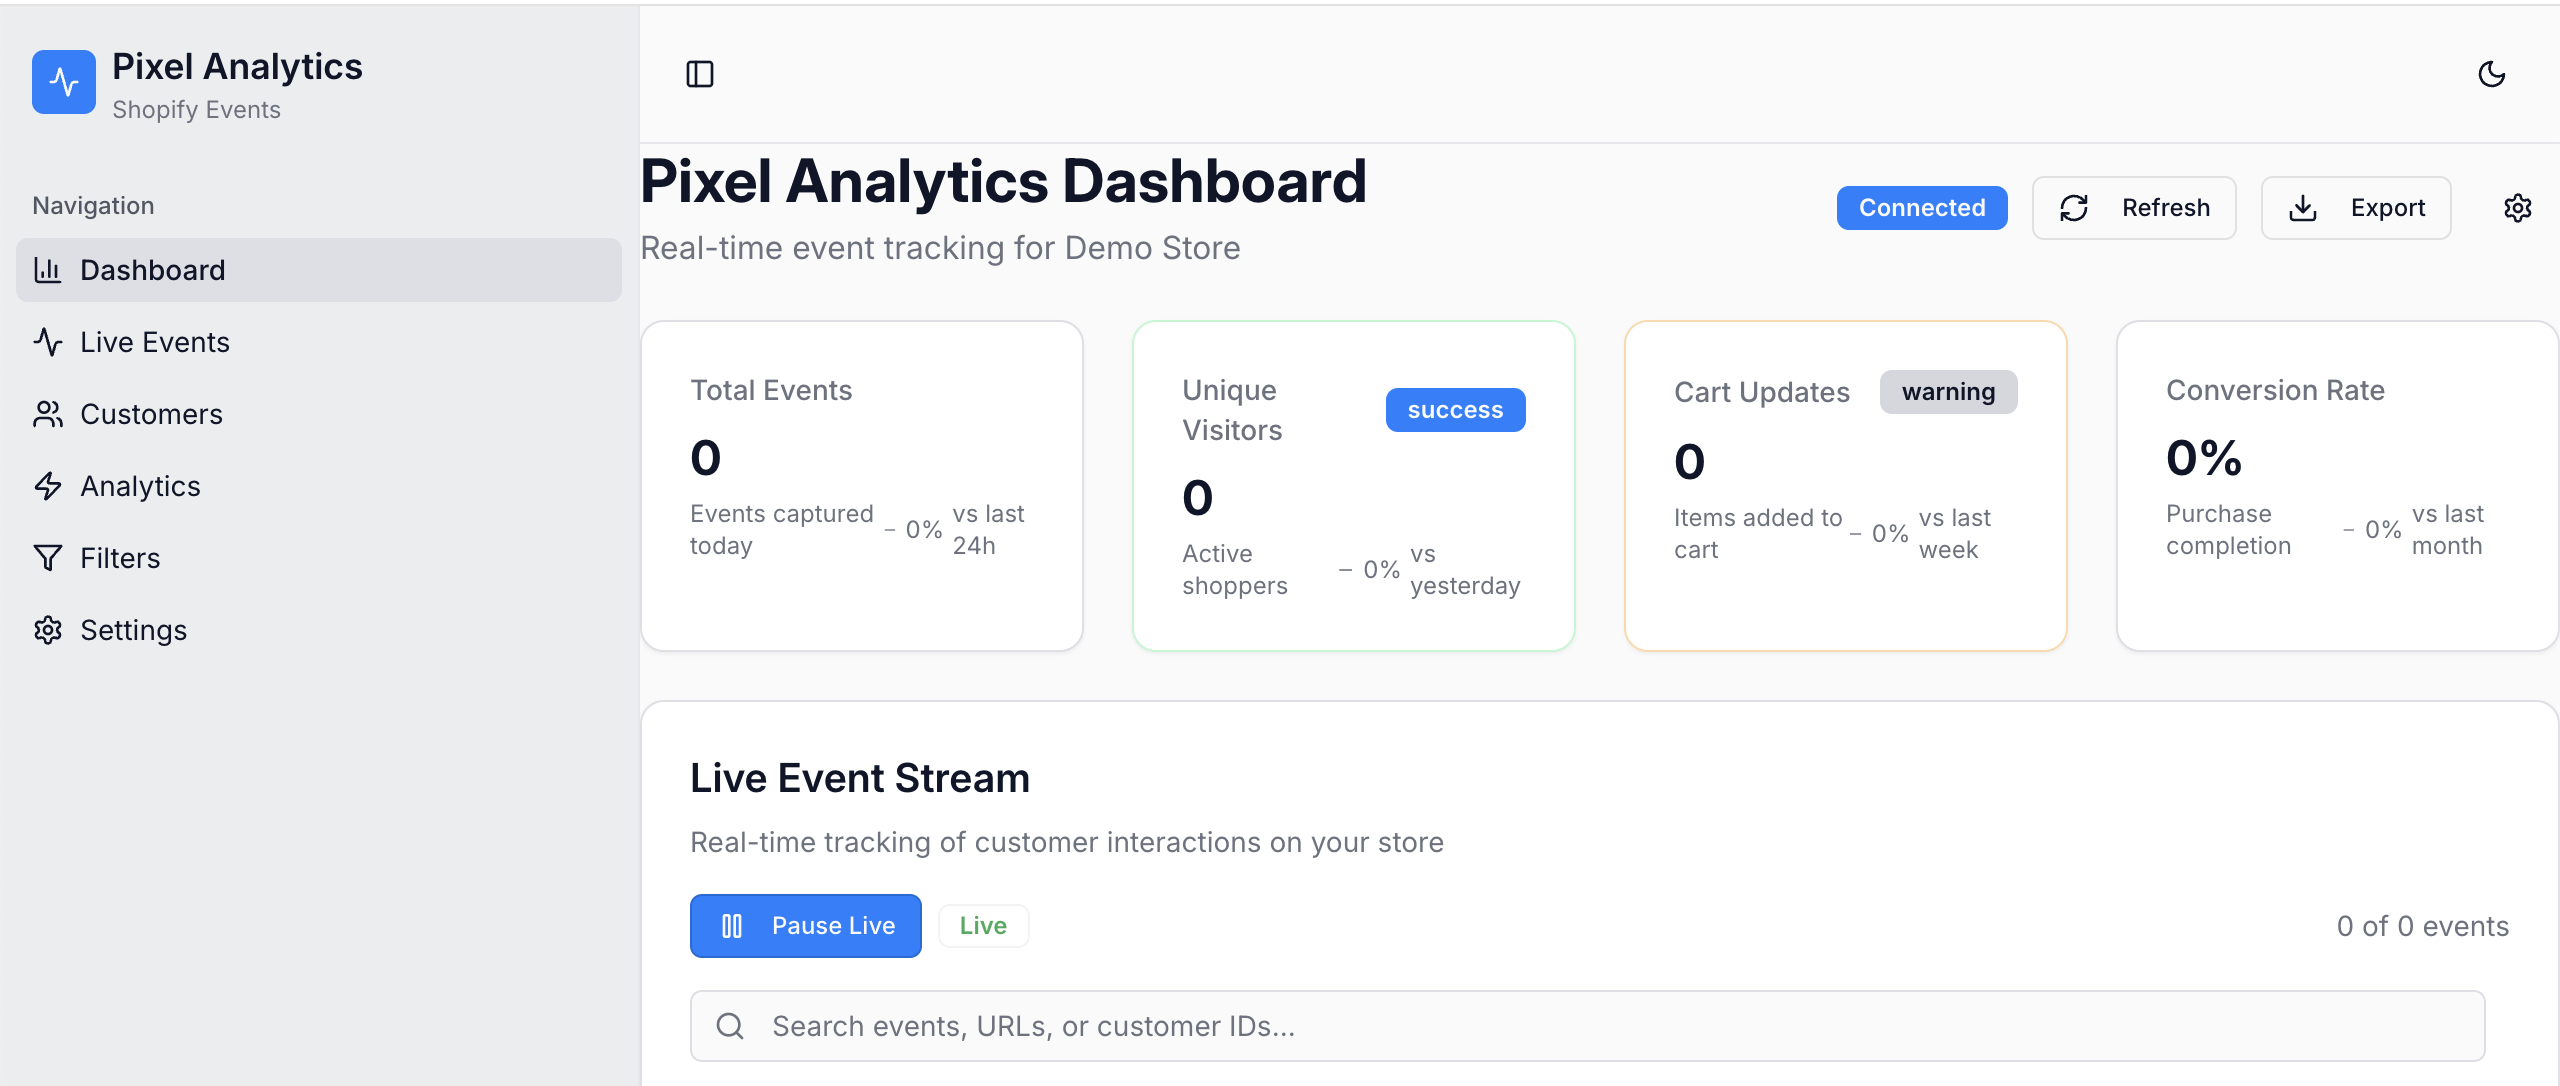 Pixel Analytics
Shopify Events
Navigation
Dashboard
Live Events
Customers
Analytics
Filters
Settings
Pixel Analytics Dashboard
Real-time event tracking for Demo Store
Connected
Refresh
Export
Total Events
0
Events captured
today
– 0%
vs last
24h
Unique
Visitors
success
0
Active
shoppers
– 0%
vs
yesterday
Cart Updates
warning
0
Items added to
cart
– 0%
vs last
week
Conversion Rate
0%
Purchase
completion
– 0%
vs last
month
Live Event Stream
Real-time tracking of customer interactions on your store
Pause Live
Live
0 of 0 events
Search events, URLs, or customer IDs...